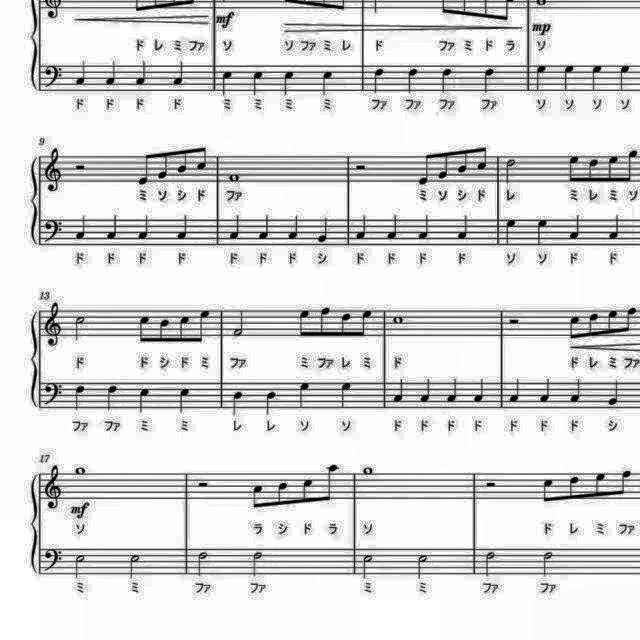 mf
mp
ドレミファ ソ ソファミレ ド ファミドラ ソ
ド ド ド ド ミ ミ ミ ミ ファ ファ ファ ファ ソ ソ ソ ソ
9
ミソシド ファ ミソシド レ ミレミソ
ド ド ド ド ド ド ド シ ド ド ド ド ソ ソ ド ド
13
ド ドシドミ ファ ミファレミ ド ドレミファ
ファ ファ ミ ミ レ レ ソ ソ ド ド ド ド ド ド ド シ
17
mf
ソ ラシドラ ソ ドレミファ
ミ ミ ファ ファ ミ ミ ファ ファ